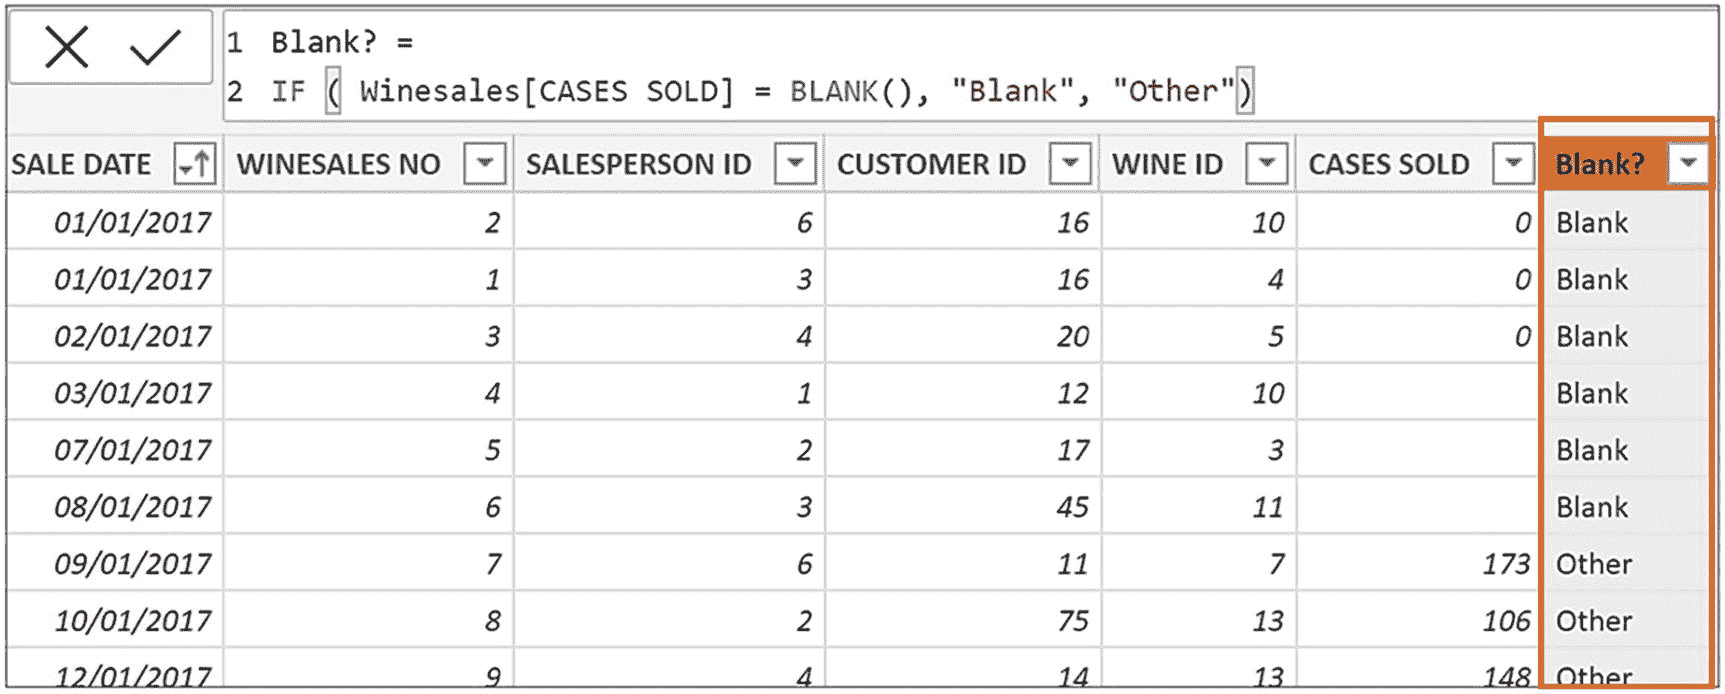 1 Blank? =
2 IF ( Winesales[CASES SOLD] = BLANK(), "Blank", "Other")
SALE DATE WINESALES NO SALESPERSON ID CUSTOMER ID WINE ID CASES SOLD Blank?
01/01/2017 2 6 16 10 0 Blank
01/01/2017 1 3 16 4 0 Blank
02/01/2017 3 4 20 5 0 Blank
03/01/2017 4 1 12 10 Blank
07/01/2017 5 2 17 3 Blank
08/01/2017 6 3 45 11 Blank
09/01/2017 7 6 11 7 173 Other
10/01/2017 8 2 75 13 106 Other
12/01/2017 9 4 14 13 148 Other